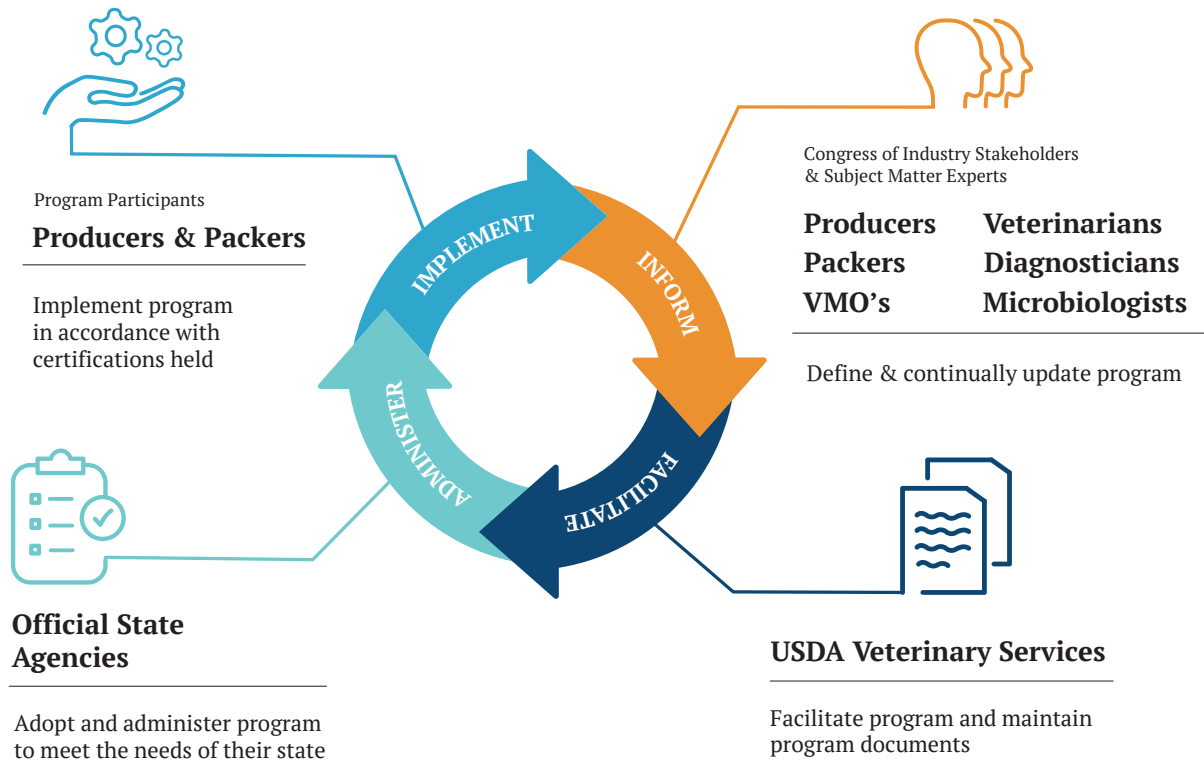 Program Participants
Producers & Packers
Implement program
in accordance with
certifications held
IMPLEMENT
INFORM
FACILITATE
ADMINISTER
Congress of Industry Stakeholders
& Subject Matter Experts
Producers Veterinarians
Packers Diagnosticians
VMO's Microbiologists
Define & continually update program
Official State
Agencies
Adopt and administer program
to meet the needs of their state
USDA Veterinary Services
Facilitate program and maintain
program documents